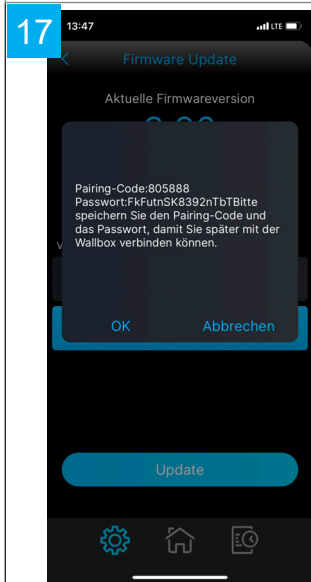 17
13:47
LTE
Firmware Update
Aktuelle Firmwareversion
Pairing-Code:805888
Passwort:FkFutnSK8392nTbTBitte
speichern Sie den Pairing-Code und
das Passwort, damit Sie später mit der
Wallbox verbinden können.
OK Abbrechen
Update